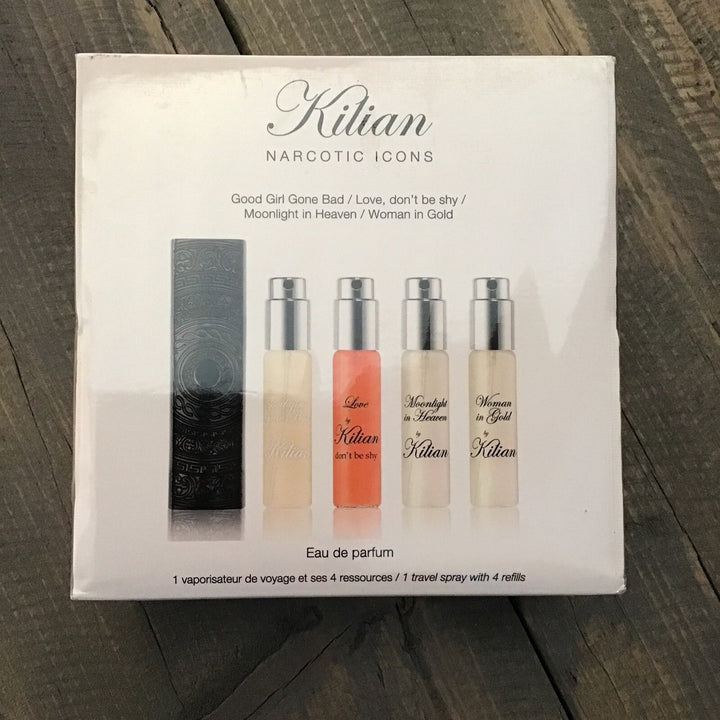 Kilian
NARCOTIC ICONS
Good Girl Gone Bad / Love, don't be shy /
Moonlight in Heaven / Woman in Gold
Kilian
Love
by
Kilian
don't be shy
Moonlight
in Heaven
by
Kilian
Woman
in Gold
by
Kilian
Eau de parfum
1 vaporisateur de voyage et ses 4 ressources / 1 travel spray with 4 refills